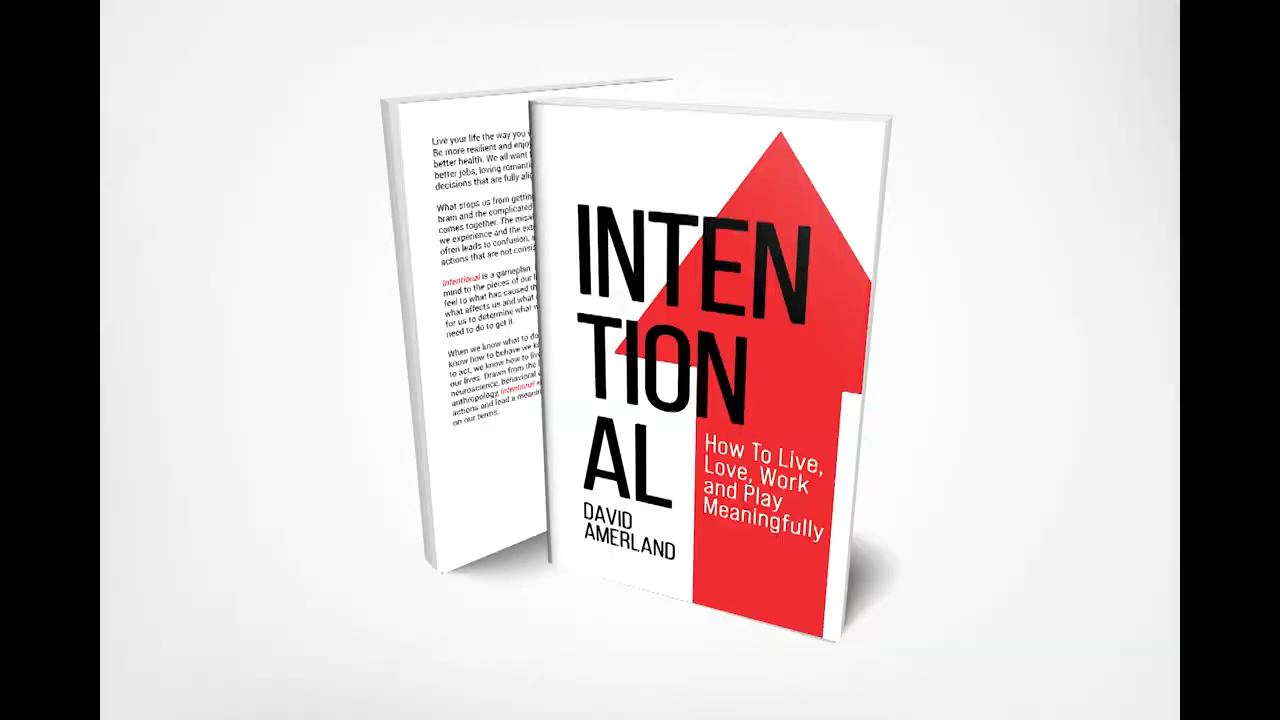 Live your life the way you
Be more resilient and enjoy
better health. We all want
better jobs, loving
decisions that are fully
What stops us from getting
brain and the complicated
comes together. The
we experience and the
often leads to confusion,
actions that are not
Intentional is a gameplan.
mind to the pieces of our
feel to what has caused
what affects us and what
for us to determine what
need to do to get it.
When we know what to do
know how to behave we
to act, we know how to
our lives. Drawn from the
neuroscience, behavioral
anthropology, Intentional
actions and lead a
on our terms.
INTEN
TION
AL
DAVID
AMERLAND
How To Live,
Love, Work
and Play
Meaningfully